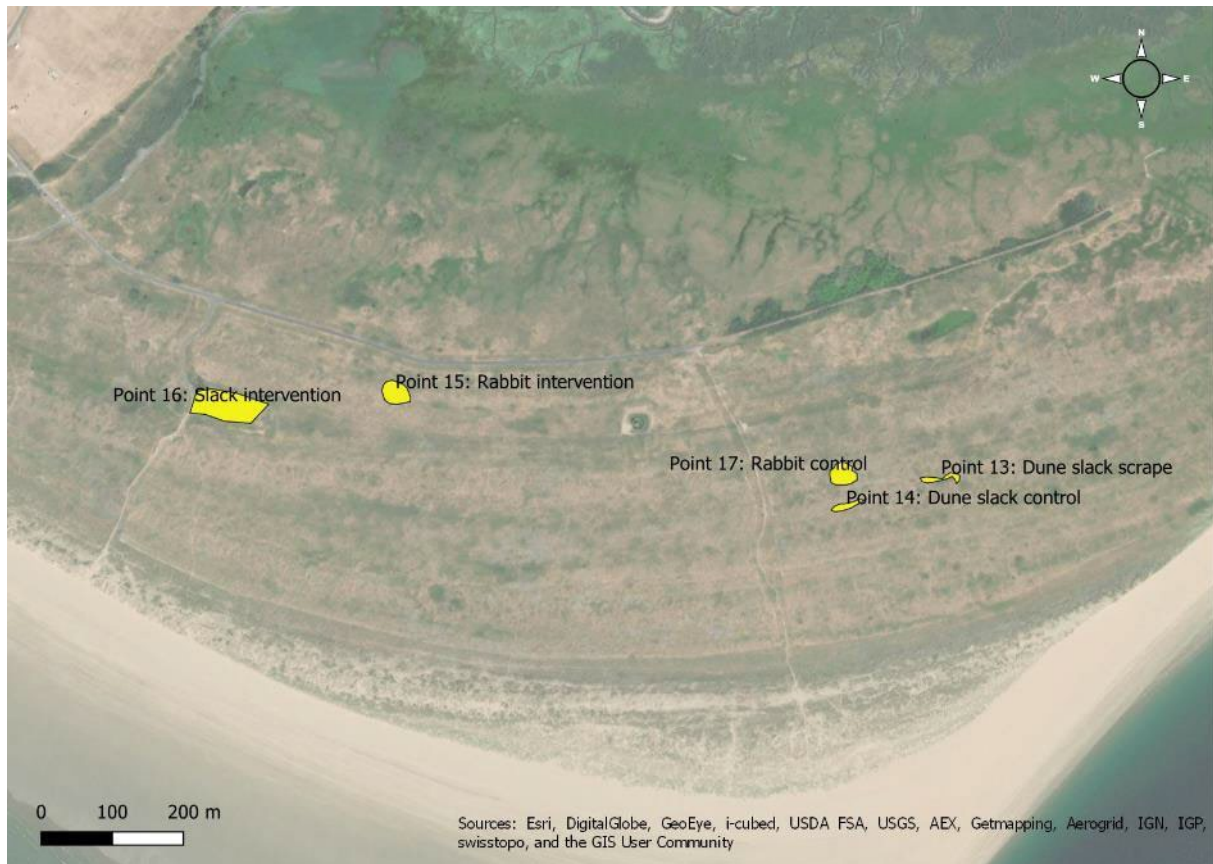 N
W E
S
Point 15: Rabbit intervention
Point 16: Slack intervention
Point 17: Rabbit control
Point 13: Dune slack scrape
Point 14: Dune slack control
0 100 200 m
Sources: Esri, DigitalGlobe, GeoEye, i-cubed, USDA FSA, USGS, AEX, Getmapping, Aerogrid, IGN, IGP,
swisstopo, and the GIS User Community